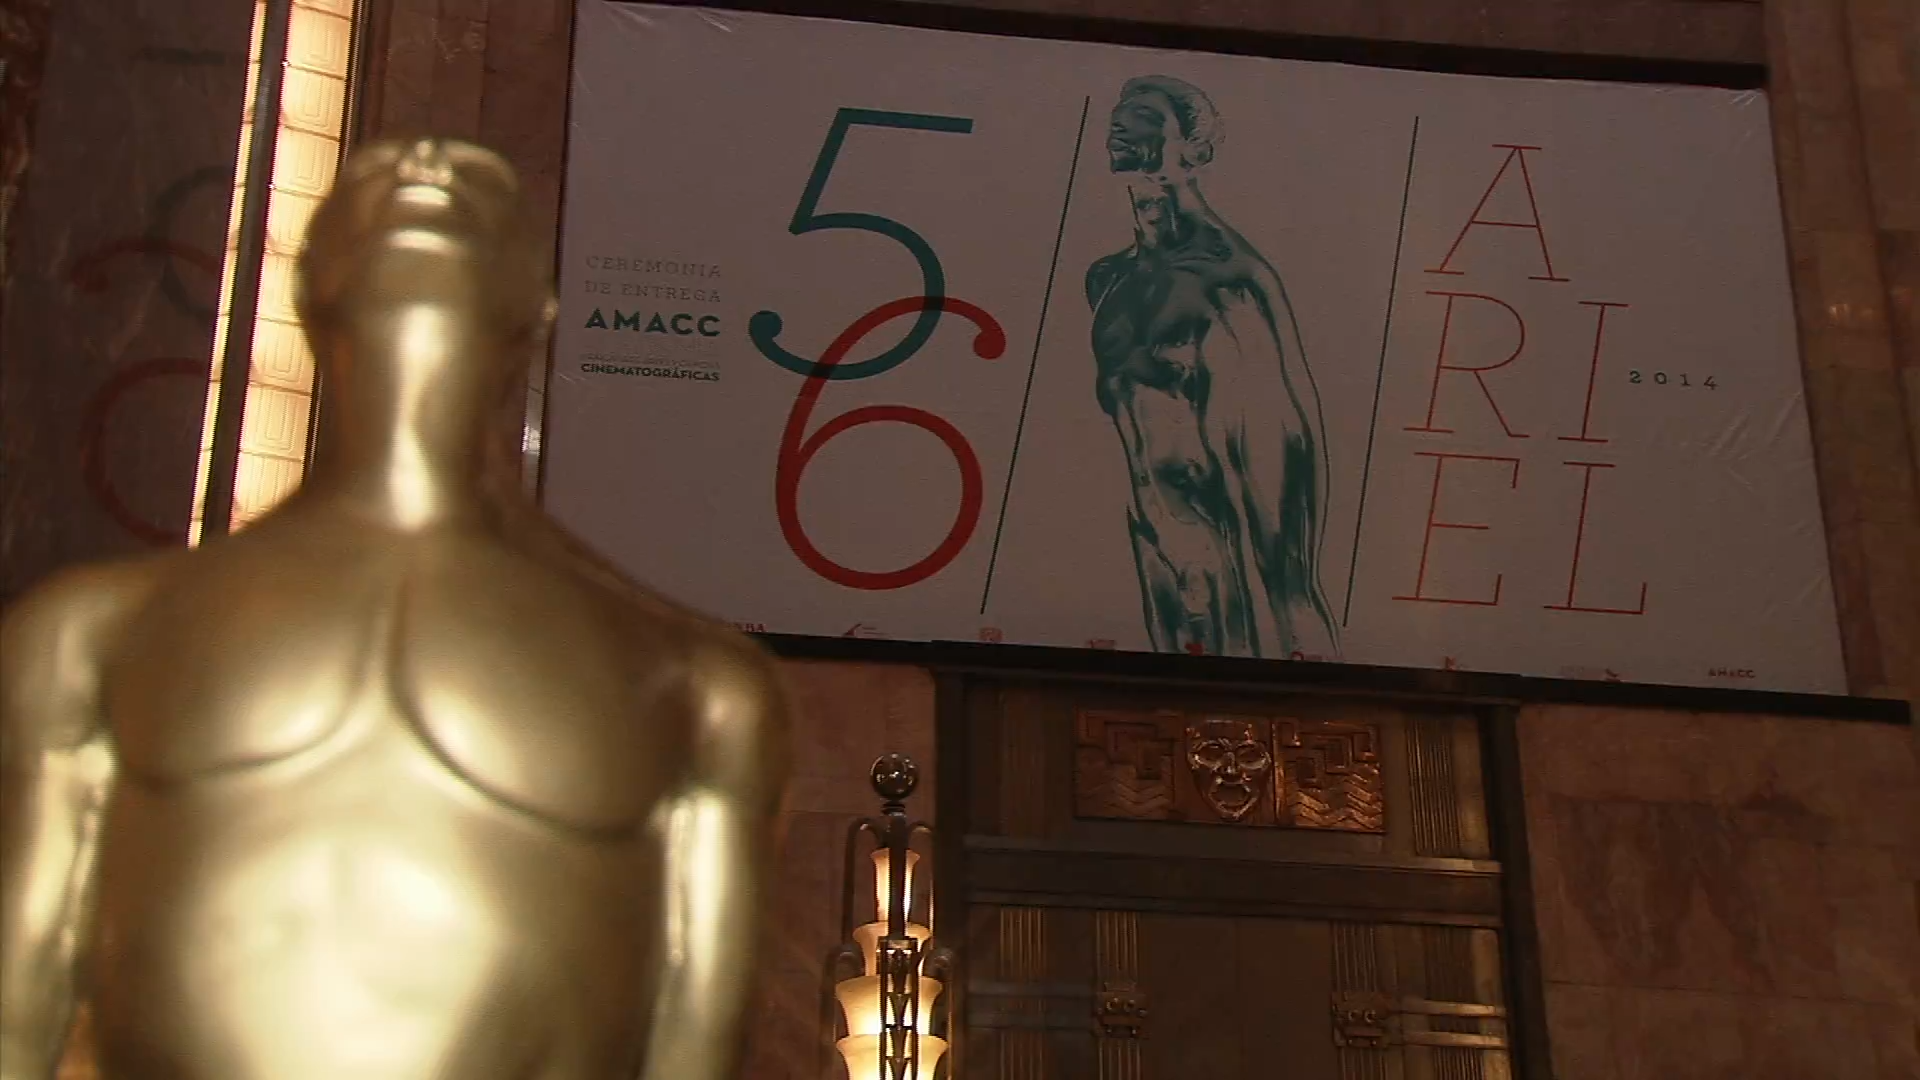 CEREMONIA
DE ENTREGA
AMACC
CINEMATOGRÁFICAS
56
ARIEL
2014
AMACC